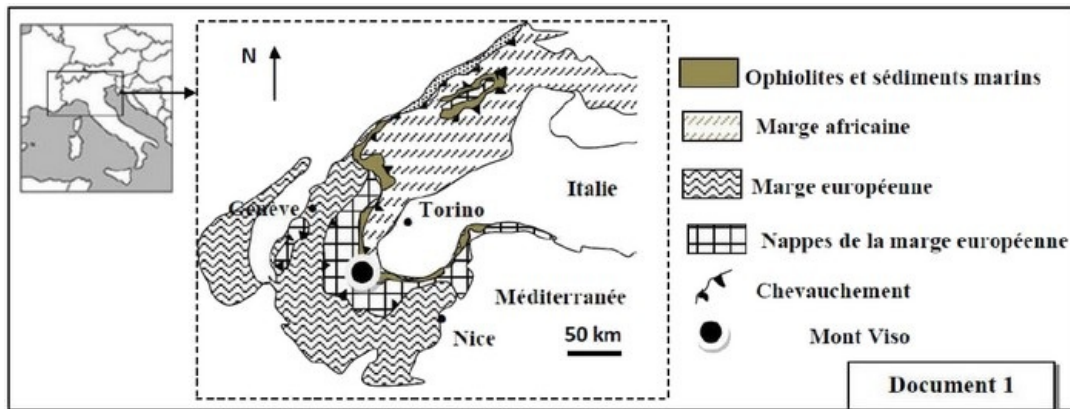 N
Genève
Torino
Italie
Méditerranée
Nice
50 km
Ophiolites et sédiments marins
Marge africaine
Marge européenne
Nappes de la marge européenne
Chevauchement
Mont Viso
Document 1